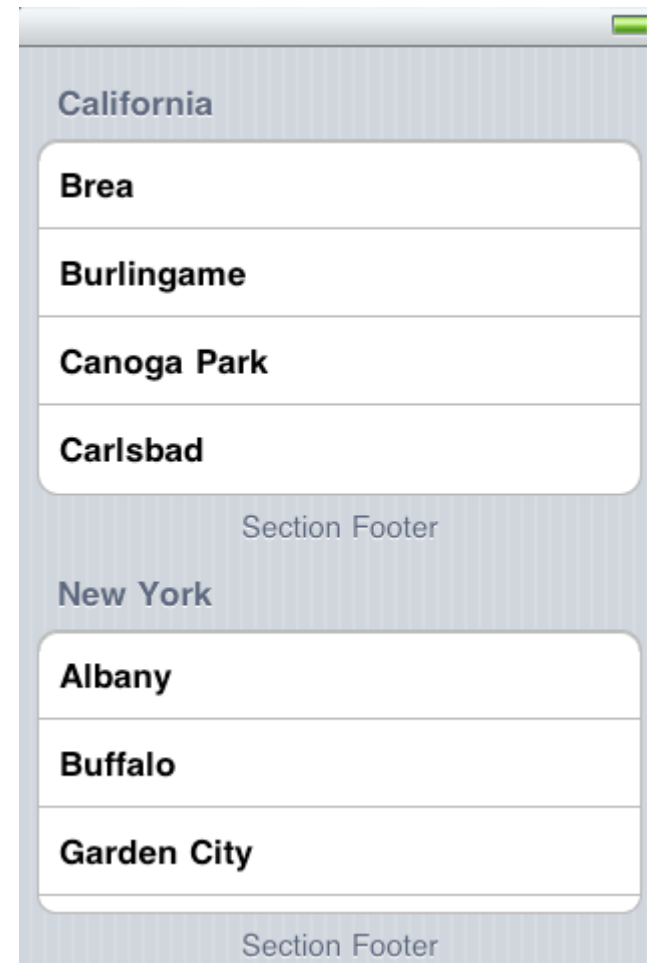 California
Brea
Burlingame
Canoga Park
Carlsbad
Section Footer
New York
Albany
Buffalo
Garden City
Section Footer